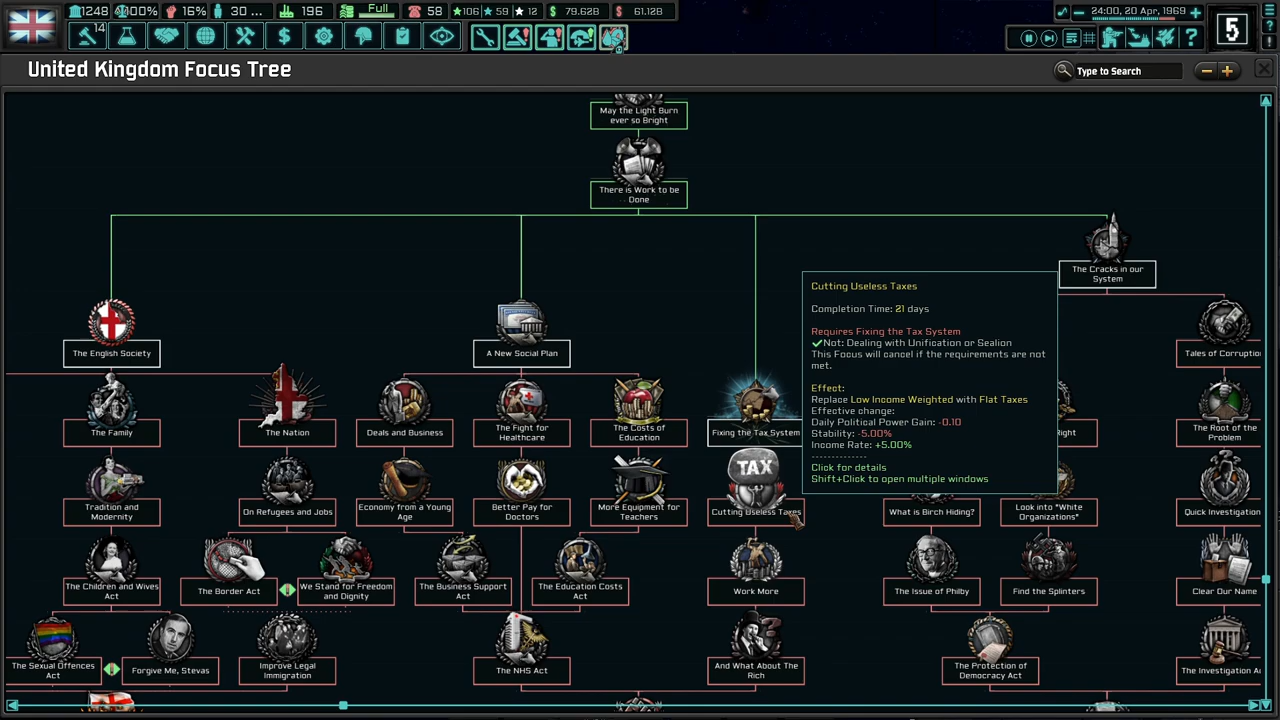 1248 100% 16% 30 ... 196 Full 58 106 59 12 $ 79.62B $ 61.12B
24:00, 20 Apr, 1969
14
5
United Kingdom Focus Tree
Type to Search
May the Light Burn
ever so Bright
There is Work to be
Done
The Cracks in our
System
The English Society
A New Social Plan
Tales of Corruptio
Cutting Useless Taxes
Completion Time: 21 days
Requires Fixing the Tax System
Not: Dealing with Unification or Sealion
This Focus will cancel if the requirements are not
met.
Effect:
Replace Low Income Weighted with Flat Taxes
Effective change:
Daily Political Power Gain: -0.10
Stability: -5.00%
Income Rate: +5.00%
--------------
Click for details
Shift+Click to open multiple windows
The Family
The Nation
Deals and Business
The Fight for
Healthcare
The Costs of
Education
Fixing the Tax System
Right
The Root of the
Problem
TAX
Tradition and
Modernity
On Refugees and Jobs
Economy from a Young
Age
Better Pay for
Doctors
More Equipment for
Teachers
Cutting Useless Taxes
What is Birch Hiding?
Look into "White
Organizations"
Quick Investigation
The Children and Wives
Act
The Border Act
We Stand for Freedom
and Dignity
The Business Support
Act
The Education Costs
Act
Work More
The Issue of Philby
Find the Splinters
Clear Our Name
The Sexual Offences
Act
Forgive Me, Stevas
Improve Legal
Immigration
The NHS Act
And What About The
Rich
The Protection of
Democracy Act
The Investigation A